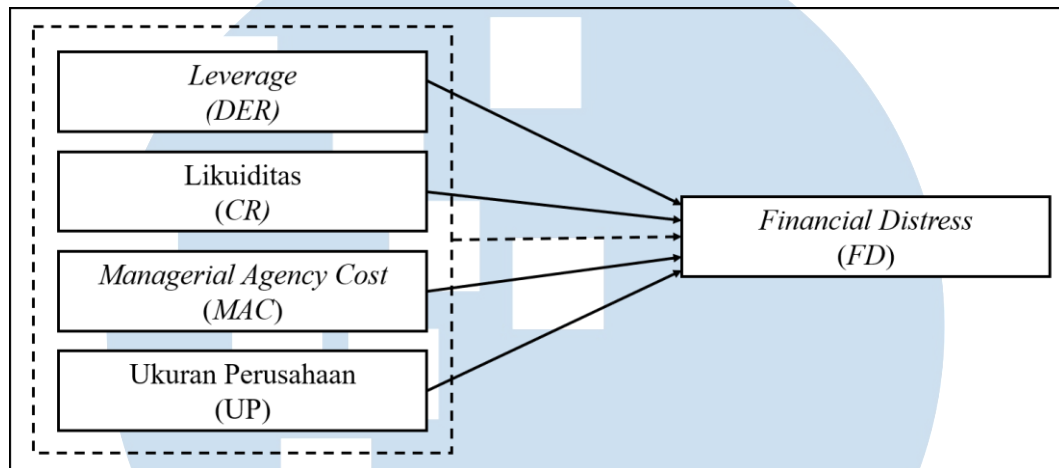 Leverage
(DER)
Likuiditas
(CR)
Managerial Agency Cost
(MAC)
Ukuran Perusahaan
(UP)
Financial Distress
(FD)